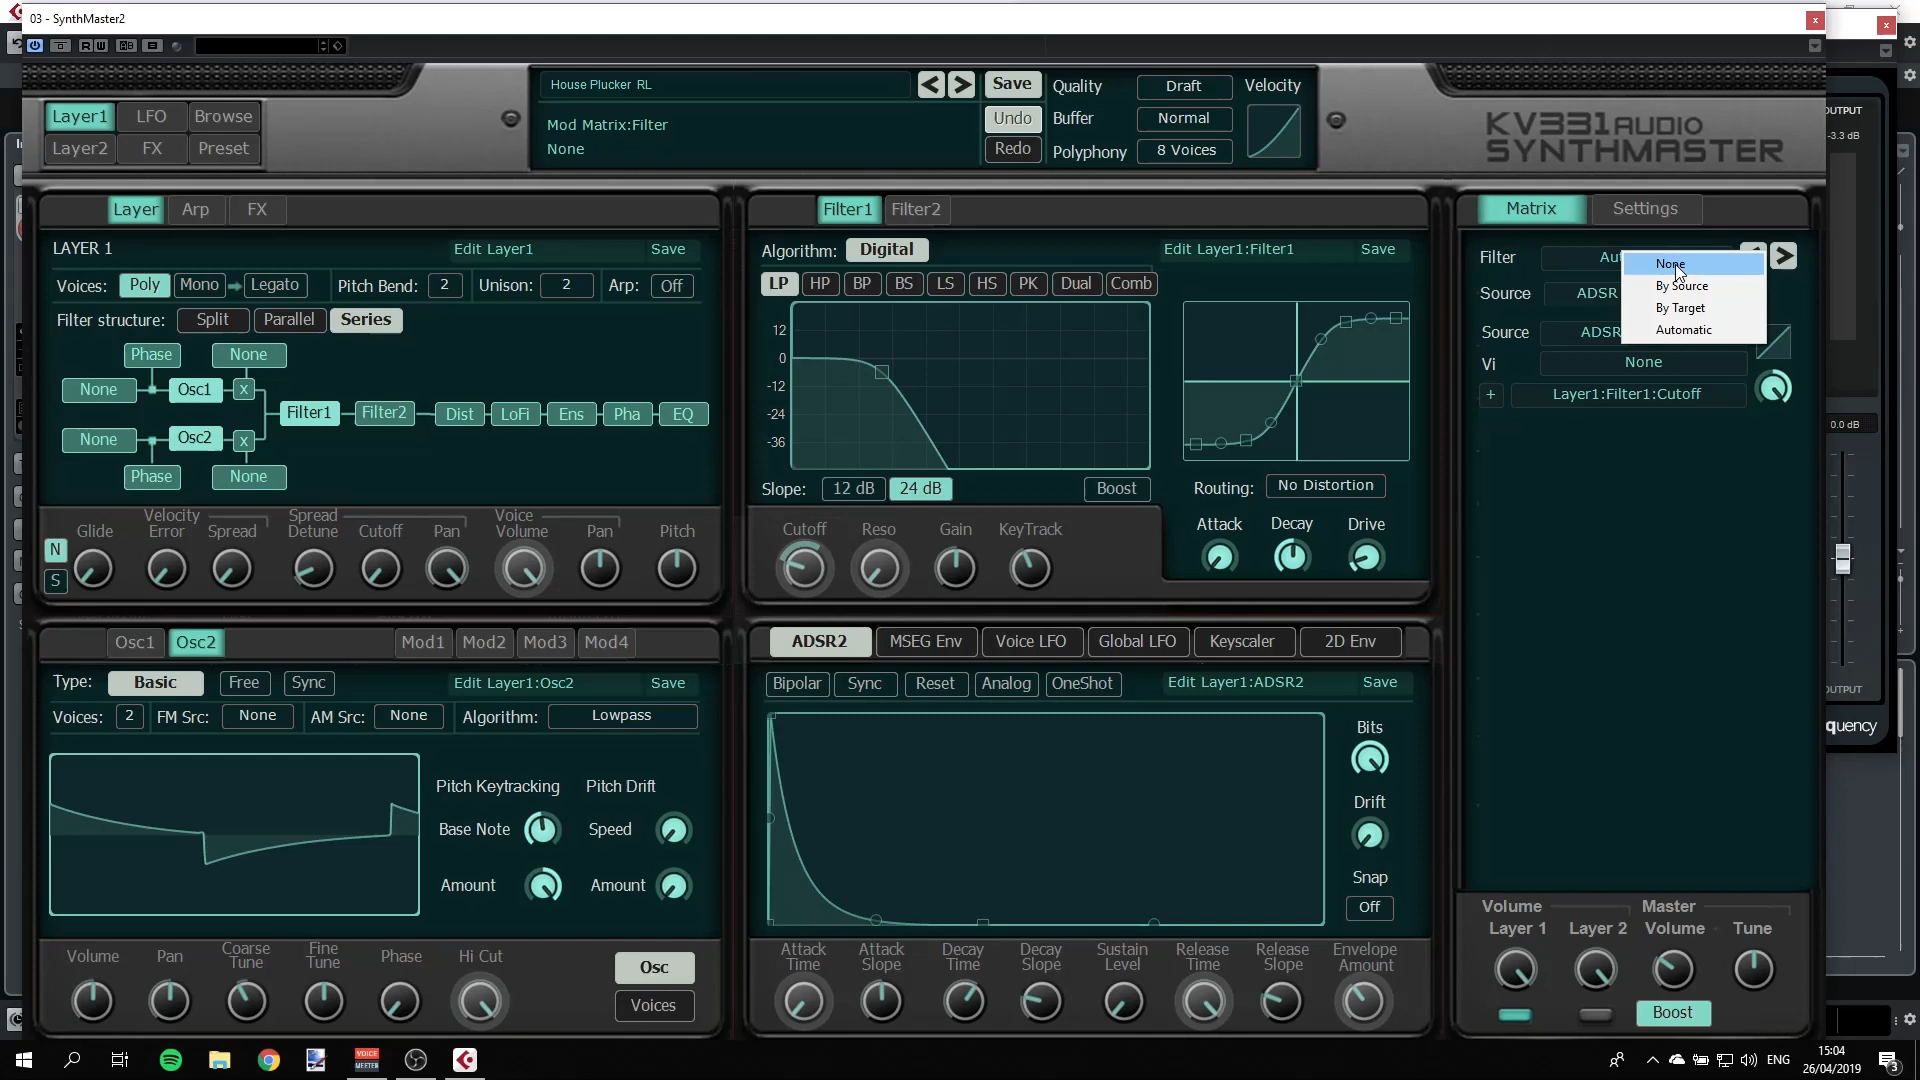 03 - SynthMaster2
House Plucker RL
Save
Quality
Draft
Velocity
Layer1
LFO
Browse
Layer2
FX
Preset
Mod Matrix:Filter
None
Undo
Redo
Buffer
Normal
Polyphony
8 Voices
KV331 AUDIO
SYNTHMASTER
OUTPUT
-3.3 dB
Layer
Arp
FX
LAYER 1
Edit Layer1
Save
Voices:
Poly
Mono
Legato
Pitch Bend:
2
Unison:
2
Arp:
Off
Filter structure:
Split
Parallel
Series
Phase
None
None
Osc1
x
Filter1
Filter2
Dist
LoFi
Ens
Pha
EQ
None
Osc2
x
Phase
None
Glide
Velocity
Error
Spread
Spread
Detune
Cutoff
Pan
Voice
Volume
Pan
Pitch
N
S
Filter1
Filter2
Algorithm:
Digital
Edit Layer1:Filter1
Save
LP
HP
BP
BS
LS
HS
PK
Dual
Comb
12
0
-12
-24
-36
Slope:
12 dB
24 dB
Boost
Routing:
No Distortion
Cutoff
Reso
Gain
KeyTrack
Attack
Decay
Drive
Matrix
Settings
Filter
Source
ADSR
Source
Vi
None
+
Layer1:Filter1:Cutoff
None
By Source
By Target
Automatic
0.0 dB
Osc1
Osc2
Mod1
Mod2
Mod3
Mod4
Type:
Basic
Free
Sync
Edit Layer1:Osc2
Save
Voices:
2
FM Src:
None
AM Src:
None
Algorithm:
Lowpass
Pitch Keytracking
Pitch Drift
Base Note
Speed
Amount
Amount
Volume
Pan
Coarse
Tune
Fine
Tune
Phase
Hi Cut
Osc
Voices
ADSR2
MSEG Env
Voice LFO
Global LFO
Keyscaler
2D Env
Bipolar
Sync
Reset
Analog
OneShot
Edit Layer1:ADSR2
Save
Bits
Drift
Snap
Off
Attack
Time
Attack
Slope
Decay
Time
Decay
Slope
Sustain
Level
Release
Time
Release
Slope
Envelope
Amount
Volume
Layer 1
Layer 2
Master
Volume
Tune
Boost
OUTPUT
quency
VOICE
MEETER
ENG
15:04
26/04/2019
3